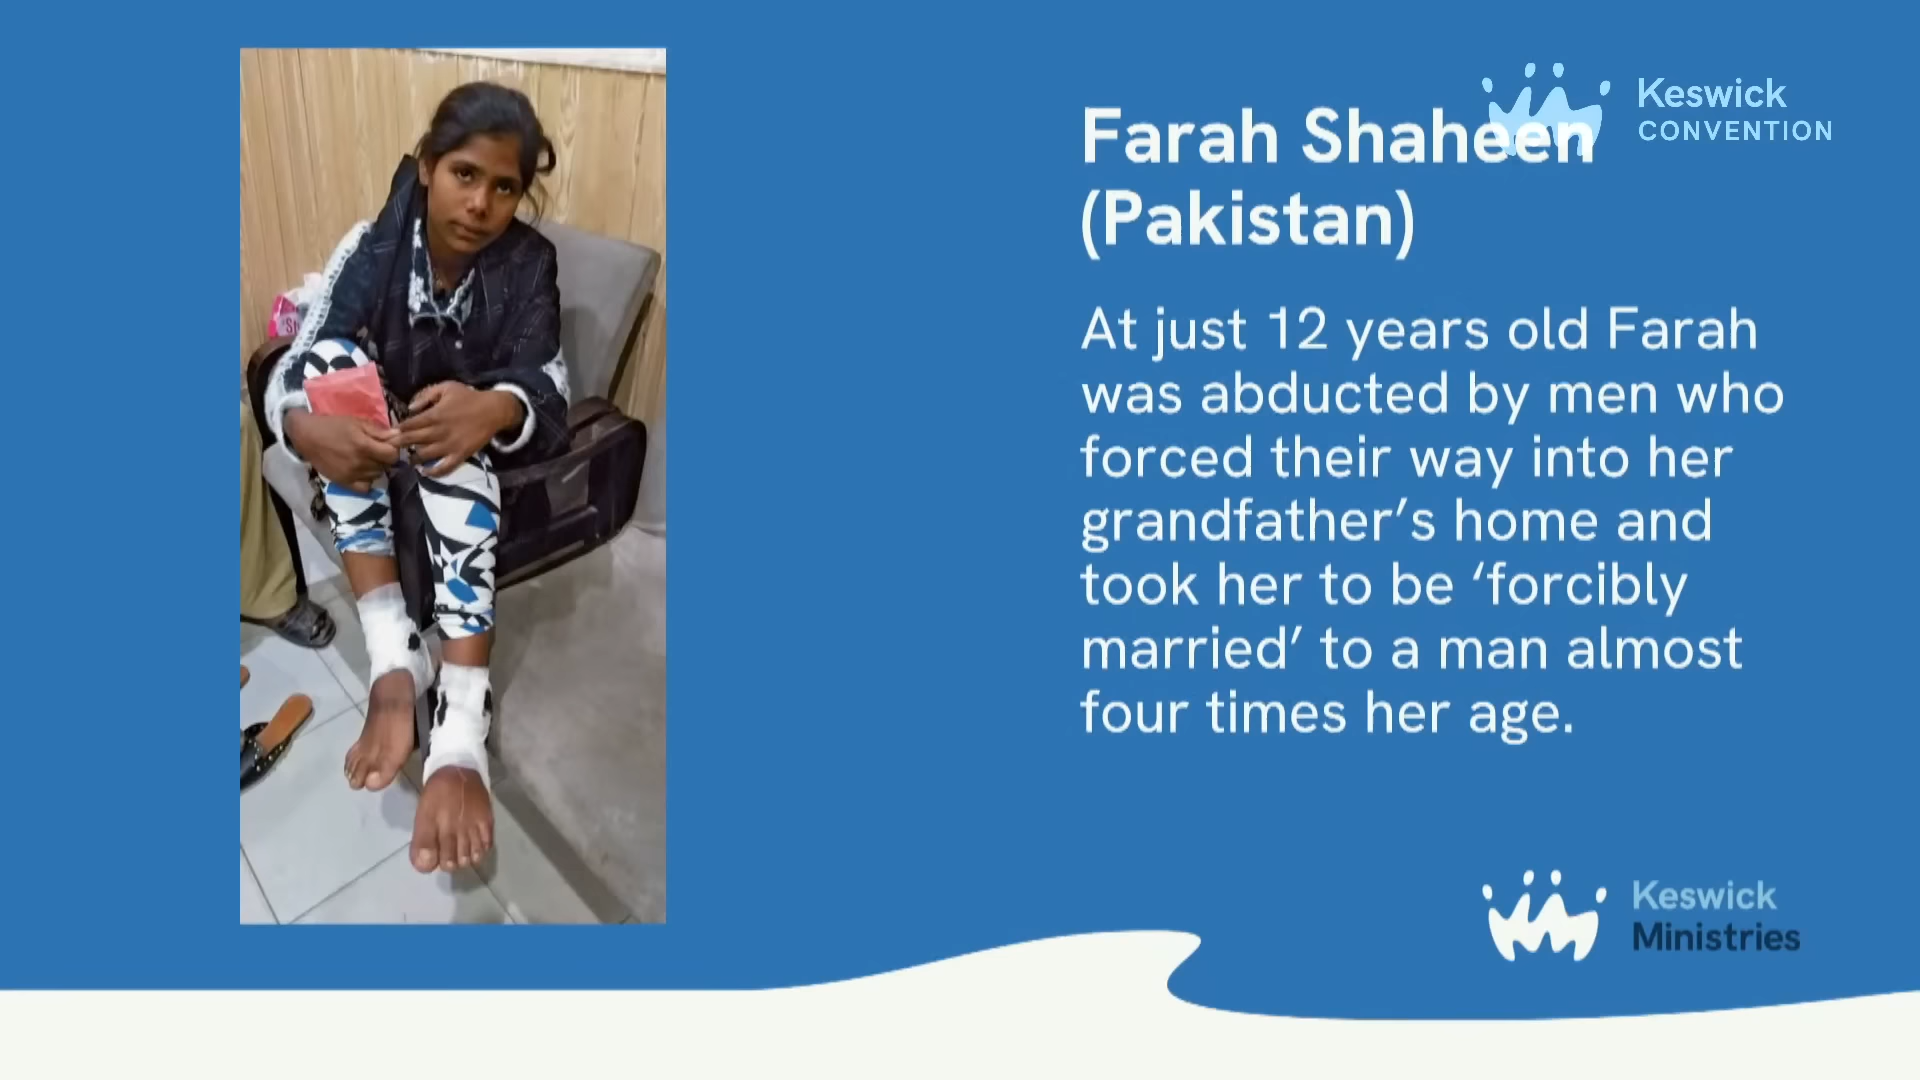 Keswick
CONVENTION
Farah Shaheen
(Pakistan)
At just 12 years old Farah
was abducted by men who
forced their way into her
grandfather’s home and
took her to be ‘forcibly
married’ to a man almost
four times her age.
Keswick
Ministries